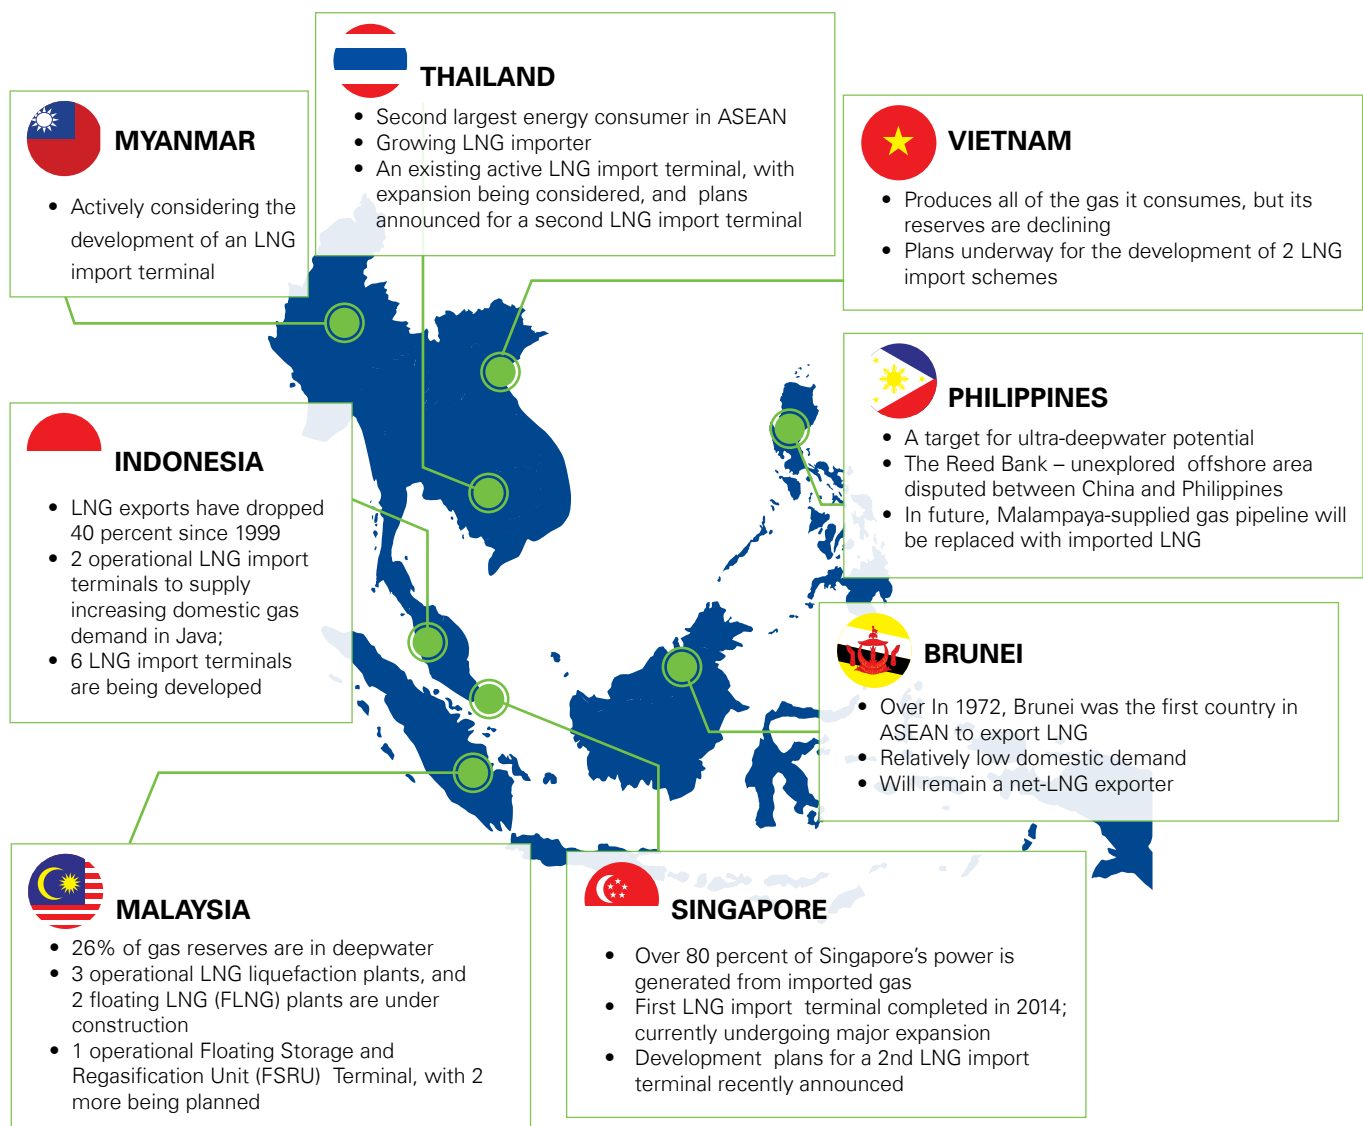 THAILAND
• Second largest energy consumer in ASEAN
• Growing LNG importer
• An existing active LNG import terminal, with
expansion being considered, and plans
announced for a second LNG import terminal
MYANMAR
• Actively considering the
development of an LNG
import terminal
VIETNAM
• Produces all of the gas it consumes, but its
reserves are declining
• Plans underway for the development of 2 LNG
import schemes
PHILIPPINES
• A target for ultra-deepwater potential
• The Reed Bank – unexplored offshore area
disputed between China and Philippines
• In future, Malampaya-supplied gas pipeline will
be replaced with imported LNG
INDONESIA
• LNG exports have dropped
40 percent since 1999
• 2 operational LNG import
terminals to supply
increasing domestic gas
demand in Java;
• 6 LNG import terminals
are being developed
BRUNEI
• Over In 1972, Brunei was the first country in
ASEAN to export LNG
• Relatively low domestic demand
• Will remain a net-LNG exporter
MALAYSIA
• 26% of gas reserves are in deepwater
• 3 operational LNG liquefaction plants, and
2 floating LNG (FLNG) plants are under
construction
• 1 operational Floating Storage and
Regasification Unit (FSRU) Terminal, with 2
more being planned
SINGAPORE
• Over 80 percent of Singapore's power is
generated from imported gas
• First LNG import terminal completed in 2014;
currently undergoing major expansion
• Development plans for a 2nd LNG import
terminal recently announced